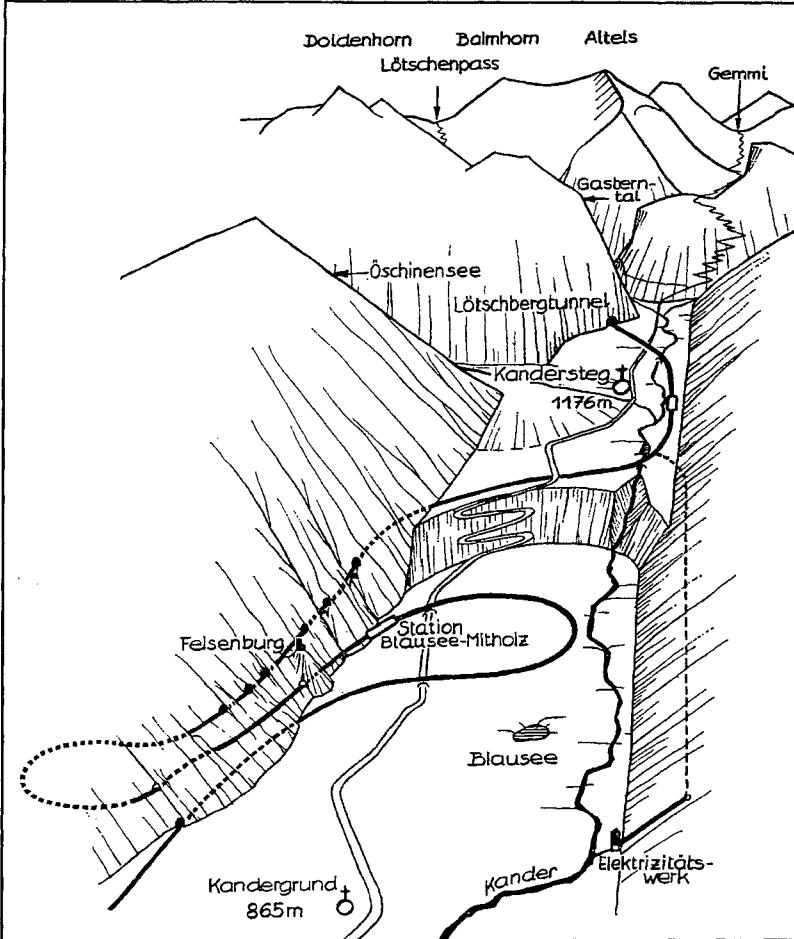 Doldenhorn Balmhorn Altels
Lötschenpass
Gemmi
Gastern-
tal
Öschinensee
Lötschbergtunnel
Kandersteg
1176m
Station
Blausee-Mitholz
Felsenburg
Blausee
Elektrizitäts-
werk
Kander
Kandergrund
865m